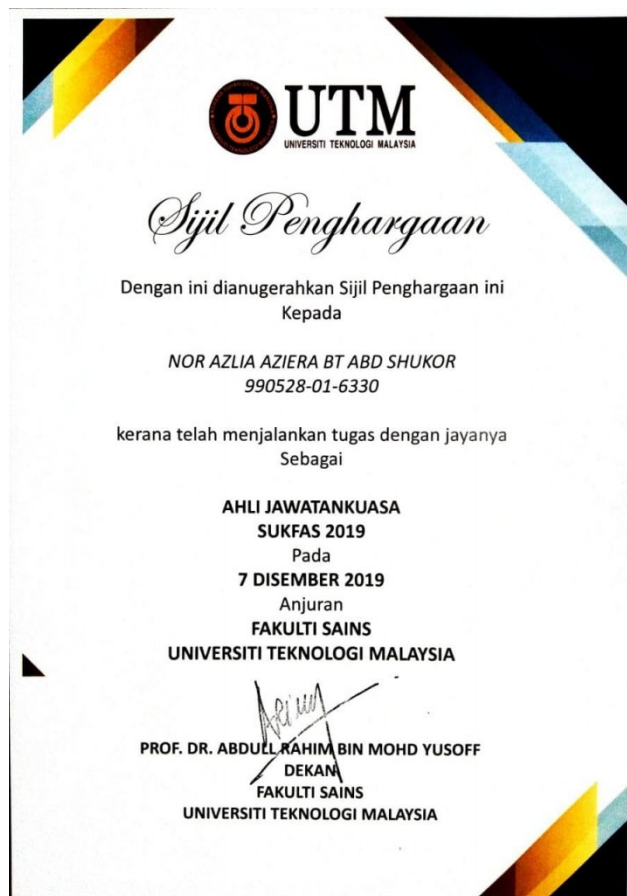 UTM
UNIVERSITI TEKNOLOGI MALAYSIA
Sijil Penghargaan
Dengan ini dianugerahkan Sijil Penghargaan ini
Kepada
NOR AZLIA AZIERA BT ABD SHUKOR
990528-01-6330
kerana telah menjalankan tugas dengan jayanya
Sebagai
AHLI JAWATANKUASA
SUKFAS 2019
Pada
7 DISEMBER 2019
Anjuran
FAKULTI SAINS
UNIVERSITI TEKNOLOGI MALAYSIA
PROF. DR. ABDULL RAHIM BIN MOHD YUSOFF
DEKAN
FAKULTI SAINS
UNIVERSITI TEKNOLOGI MALAYSIA